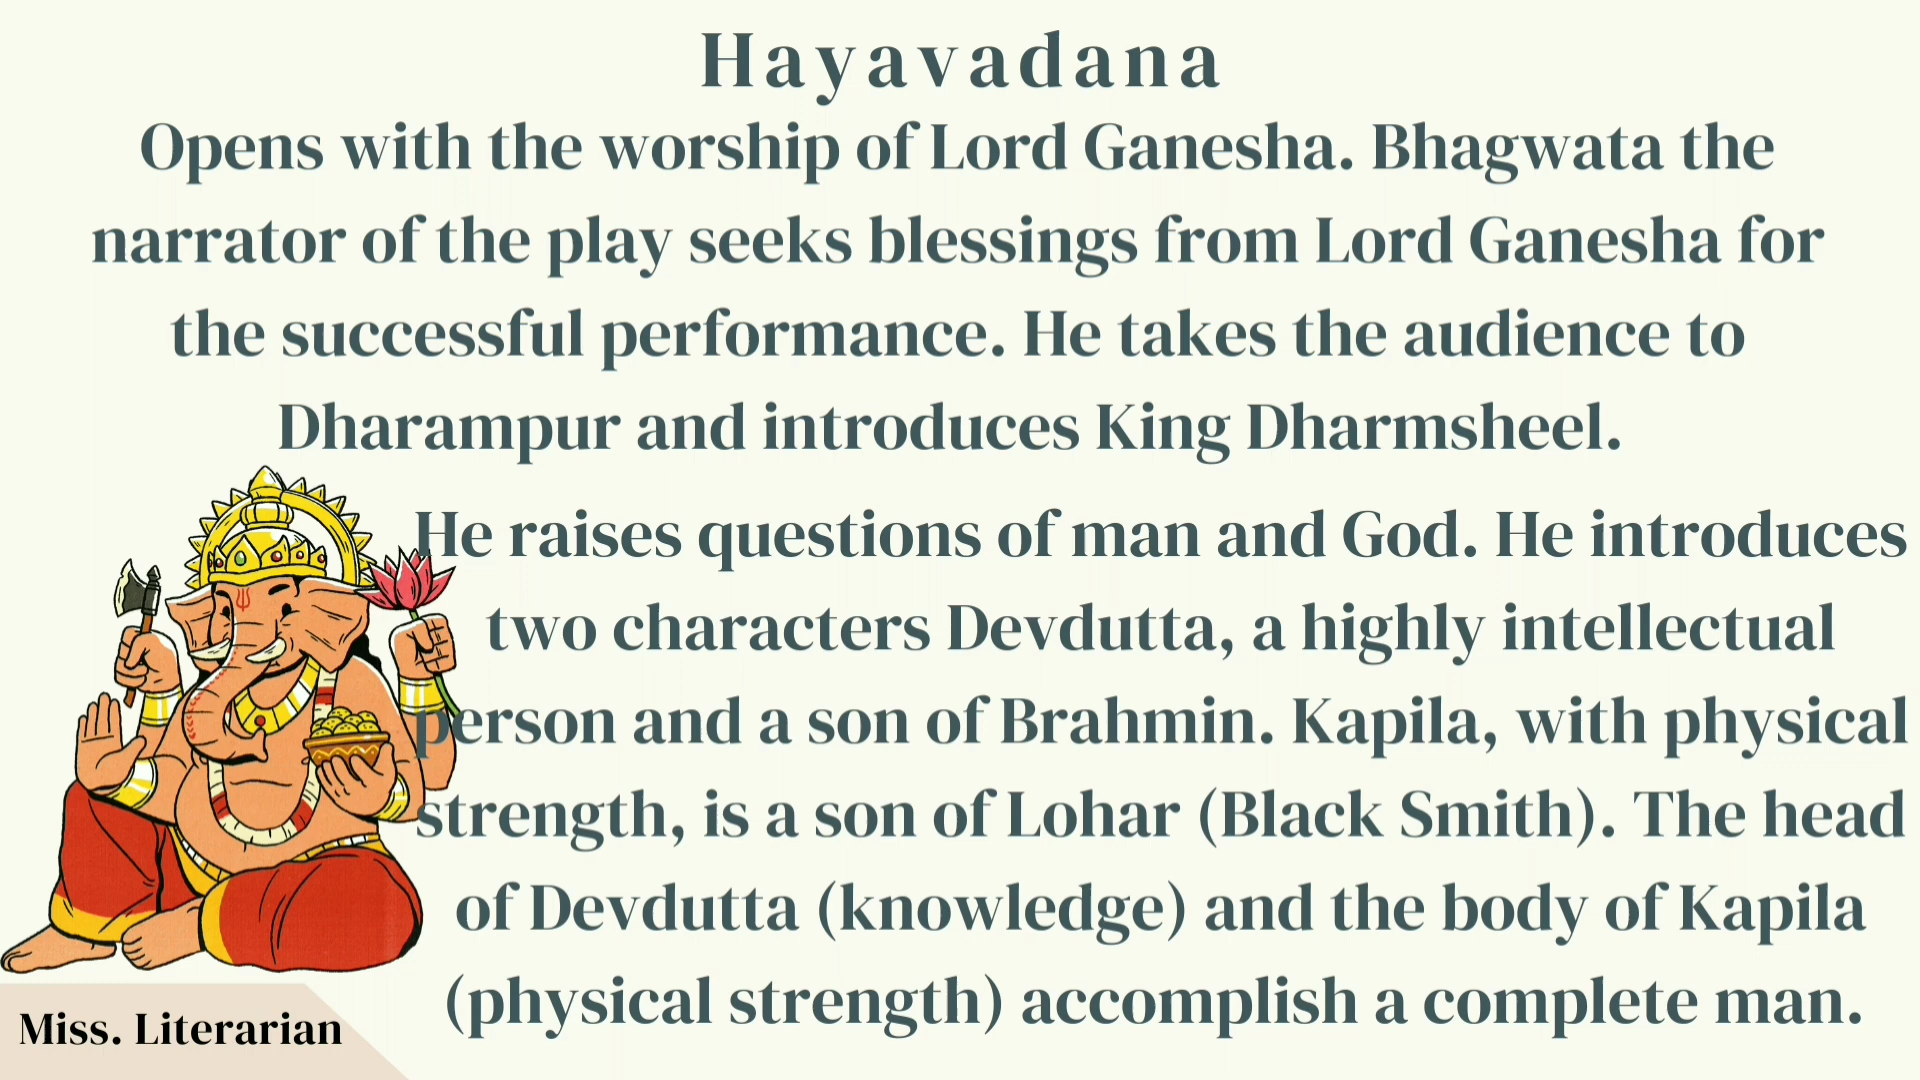 Hayavadana
Opens with the worship of Lord Ganesha. Bhagwata the
narrator of the play seeks blessings from Lord Ganesha for
the successful performance. He takes the audience to
Dharampur and introduces King Dharmsheel.
He raises questions of man and God. He introduces
two characters Devdutta, a highly intellectual
person and a son of Brahmin. Kapila, with physical
strength, is a son of Lohar (Black Smith). The head
of Devdutta (knowledge) and the body of Kapila
(physical strength) accomplish a complete man.
Miss. Literarian